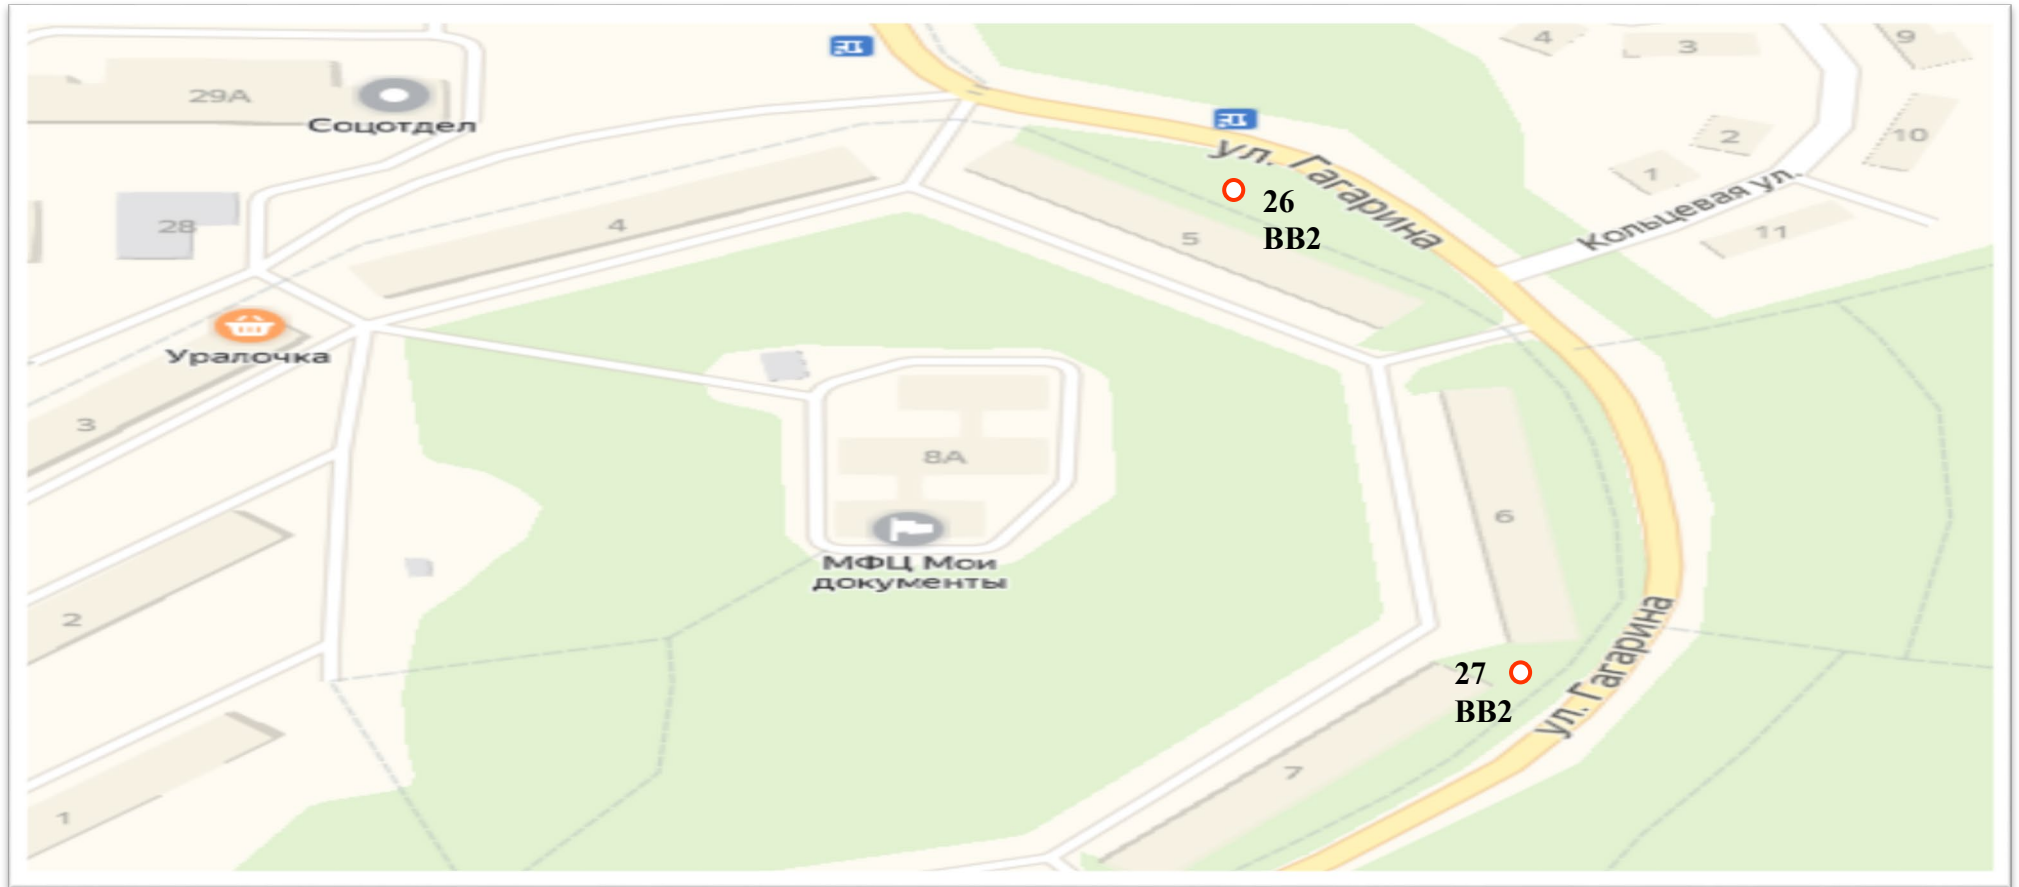 4
3
9
29А
Соцотдел
ул. Гагарина
2
10
1
26
ВВ2
Кольцевая ул.
28
4
5
11
Уралочка
3
8А
6
МФЦ Мои
документы
2
27
ВВ2
ул. Гагарина
7
1